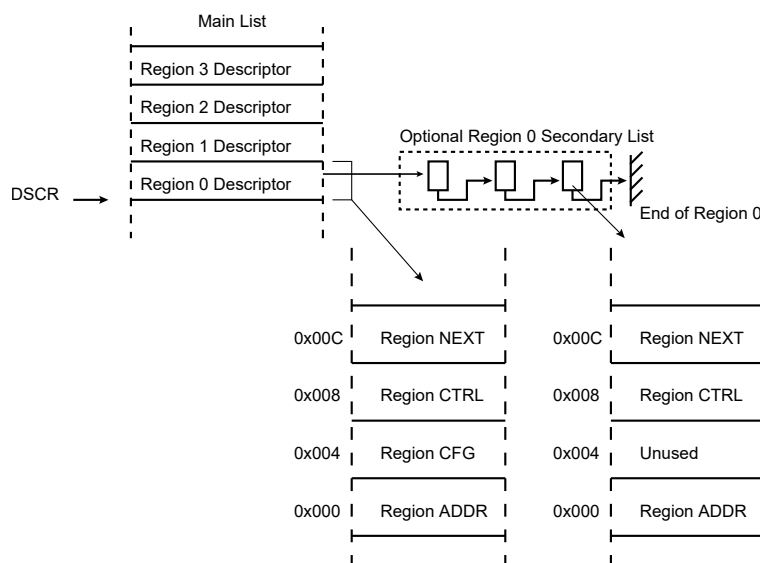 Main List
Region 3 Descriptor
Region 2 Descriptor
Region 1 Descriptor
Region 0 Descriptor
DSCR
Optional Region 0 Secondary List
End of Region 0
0x00C Region NEXT
0x008 Region CTRL
0x004 Region CFG
0x000 Region ADDR
0x00C Region NEXT
0x008 Region CTRL
0x004 Unused
0x000 Region ADDR